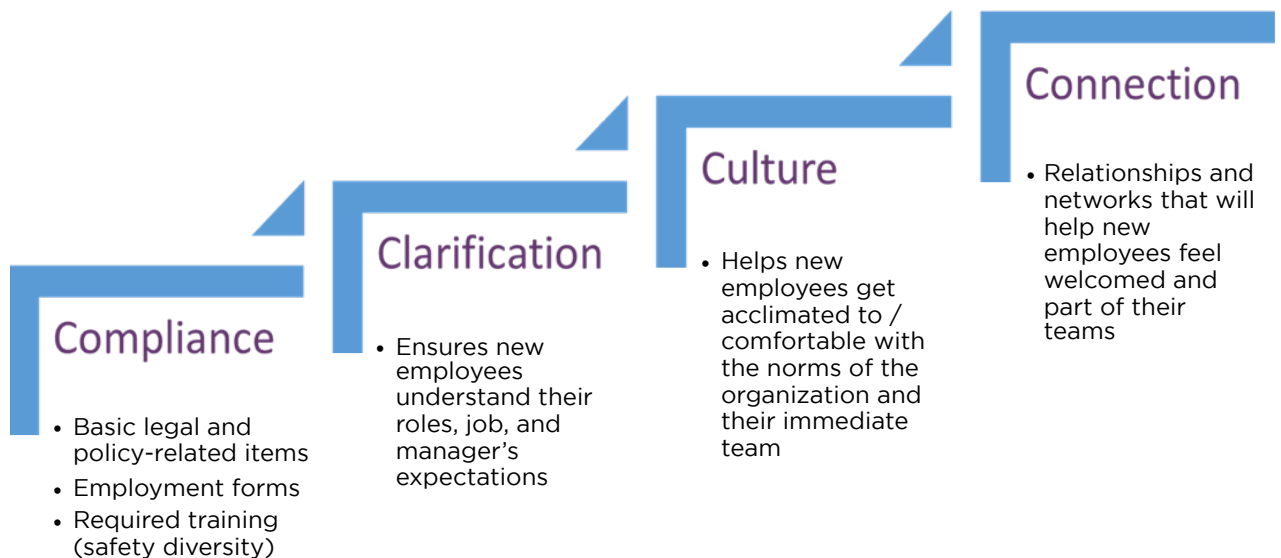 Compliance
• Basic legal and
policy-related items
• Employment forms
• Required training
(safety diversity)
Clarification
• Ensures new
employees
understand their
roles, job, and
manager’s
expectations
Culture
• Helps new
employees get
acclimated to /
comfortable with
the norms of the
organization and
their immediate
team
Connection
• Relationships and
networks that will
help new
employees feel
welcomed and
part of their
teams